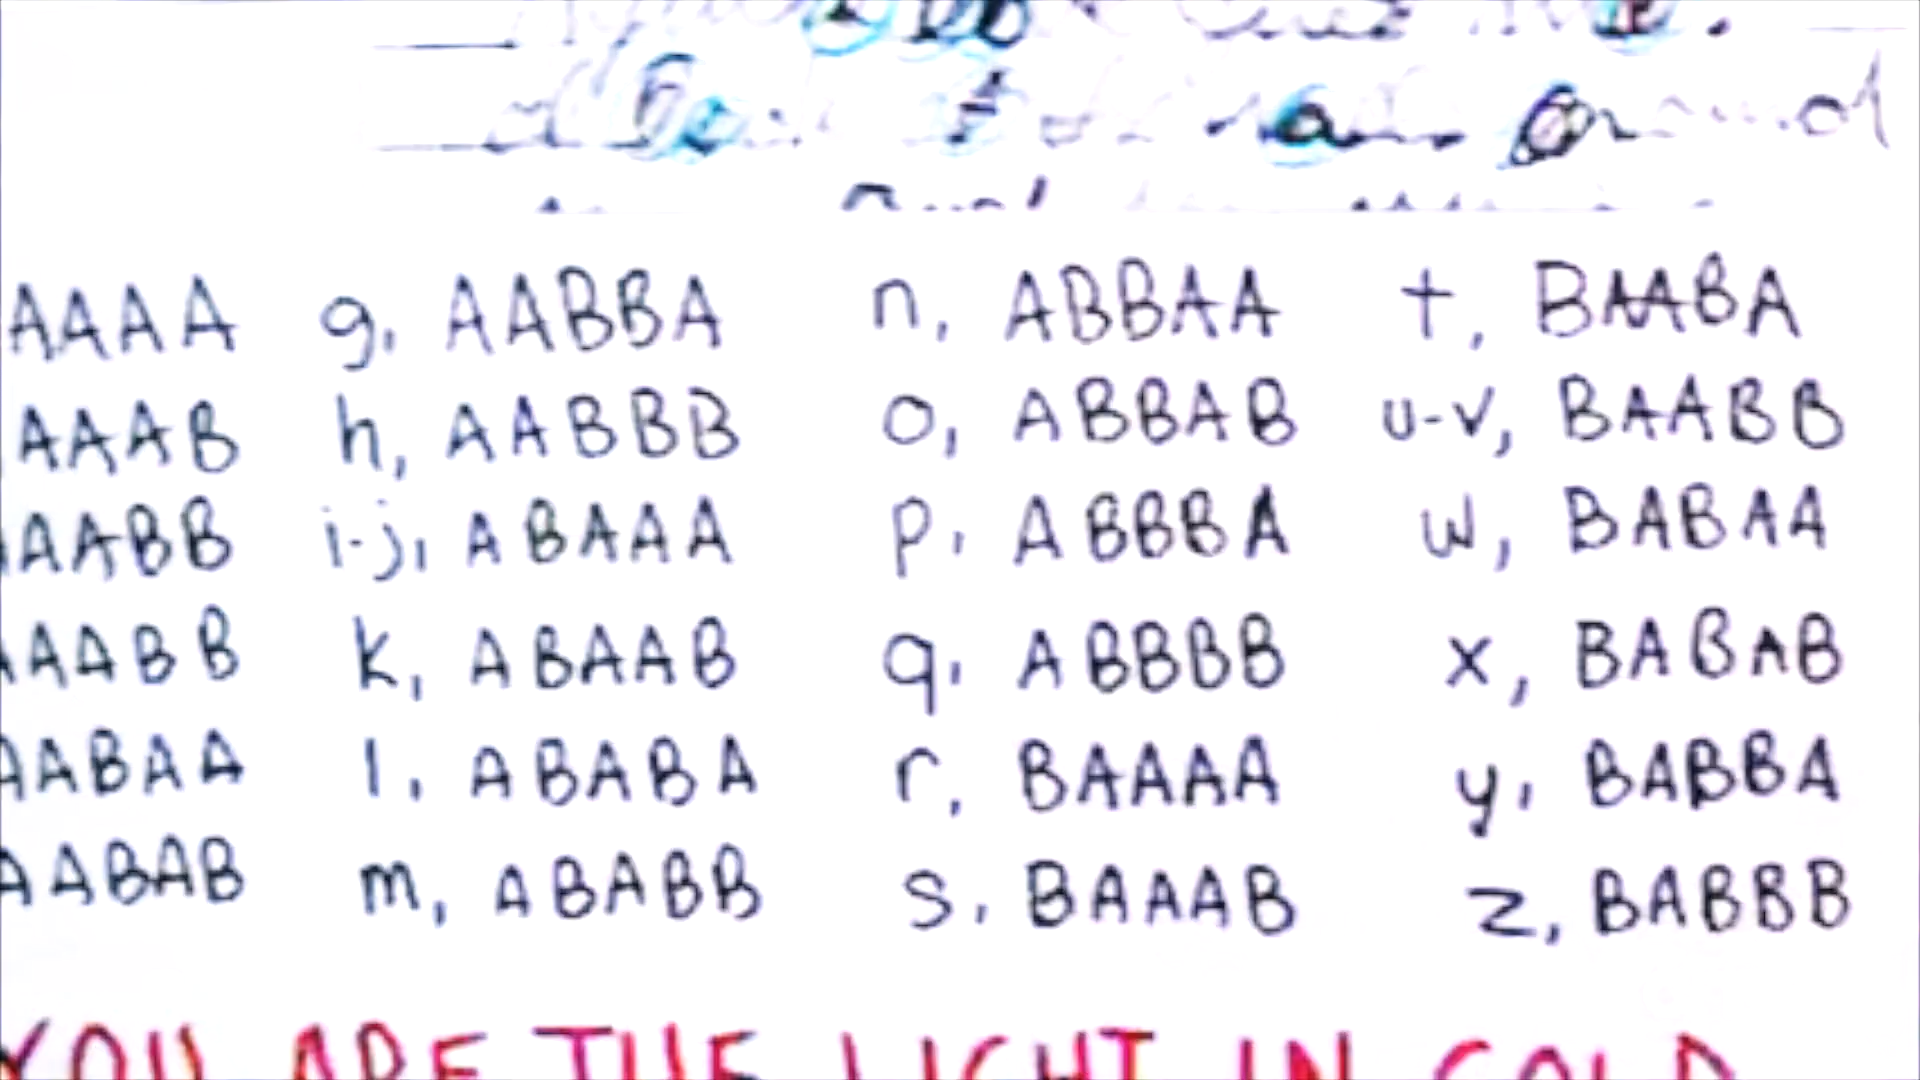 AAAA g, AABBA n, ABBAA t, BAABA
AAAB h, AABBB o, ABBAB u-v, BAABB
AABB i-j, ABAAA p, ABBBA w, BABAA
AAABB k, ABAAB q, ABBBB x, BABAB
AABAA l, ABABA r, BAAAA y, BABBA
AABAB m, ABABB s, BAAAB z, BABBB
YOU ARE THE LIGHT IN COLD